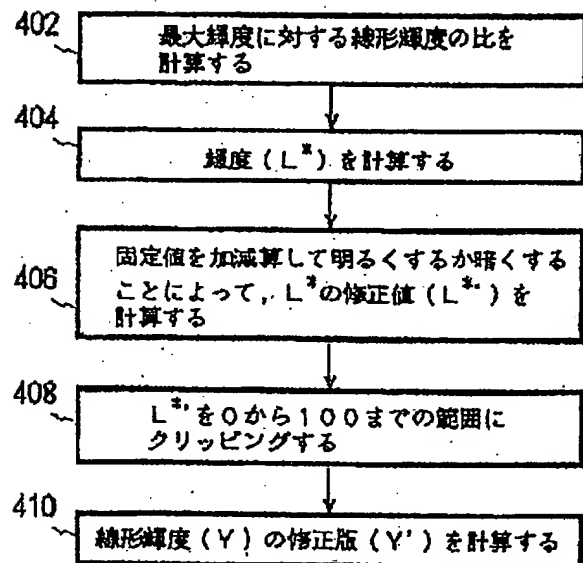 402
最大輝度に対する線形輝度の比を
計算する
404
輝度(L*)を計算する
406
固定値を加減算して明るくするか暗くする
ことによって,L*の修正値(L*')を
計算する
408
L*'を0から100までの範囲に
クリッピングする
410
線形輝度(Y)の修正版(Y')を計算する